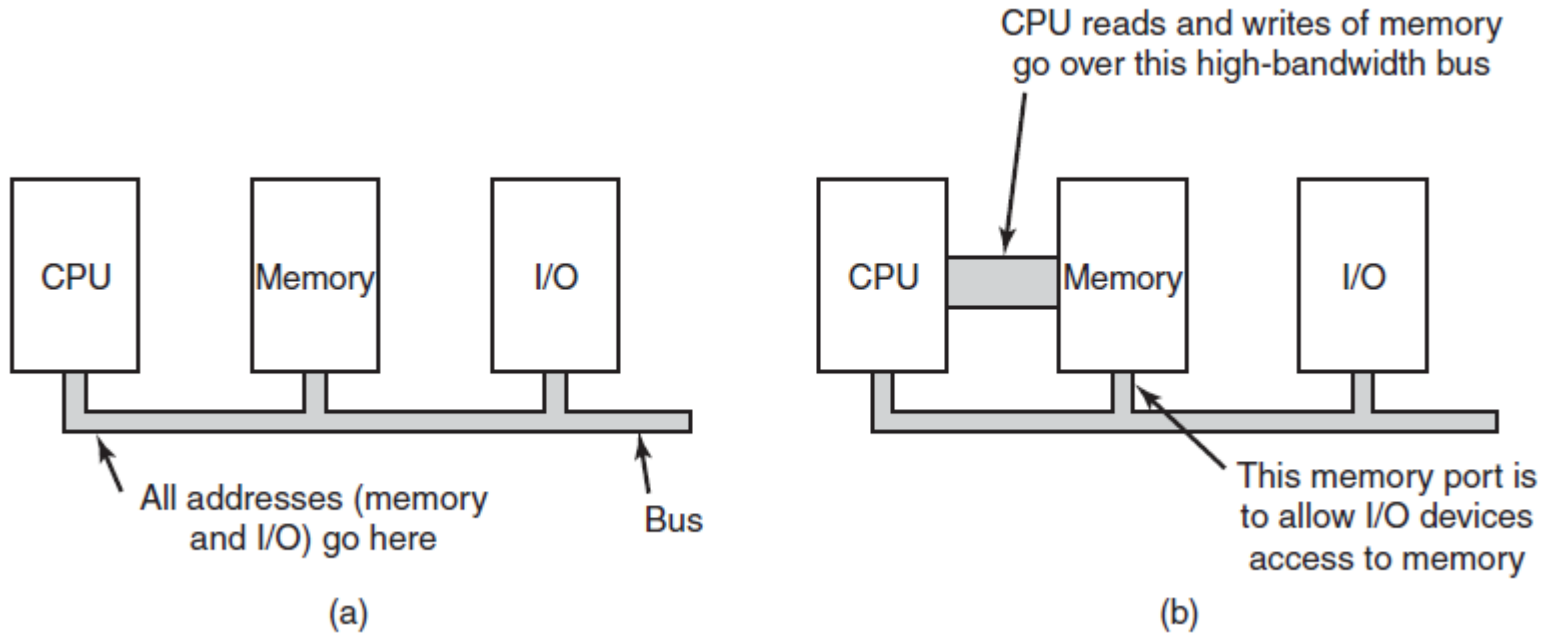 CPU reads and writes of memory
go over this high-bandwidth bus
CPU
Memory
I/O
All addresses (memory
and I/O) go here
Bus
(a)
CPU
Memory
I/O
This memory port is
to allow I/O devices
access to memory
(b)